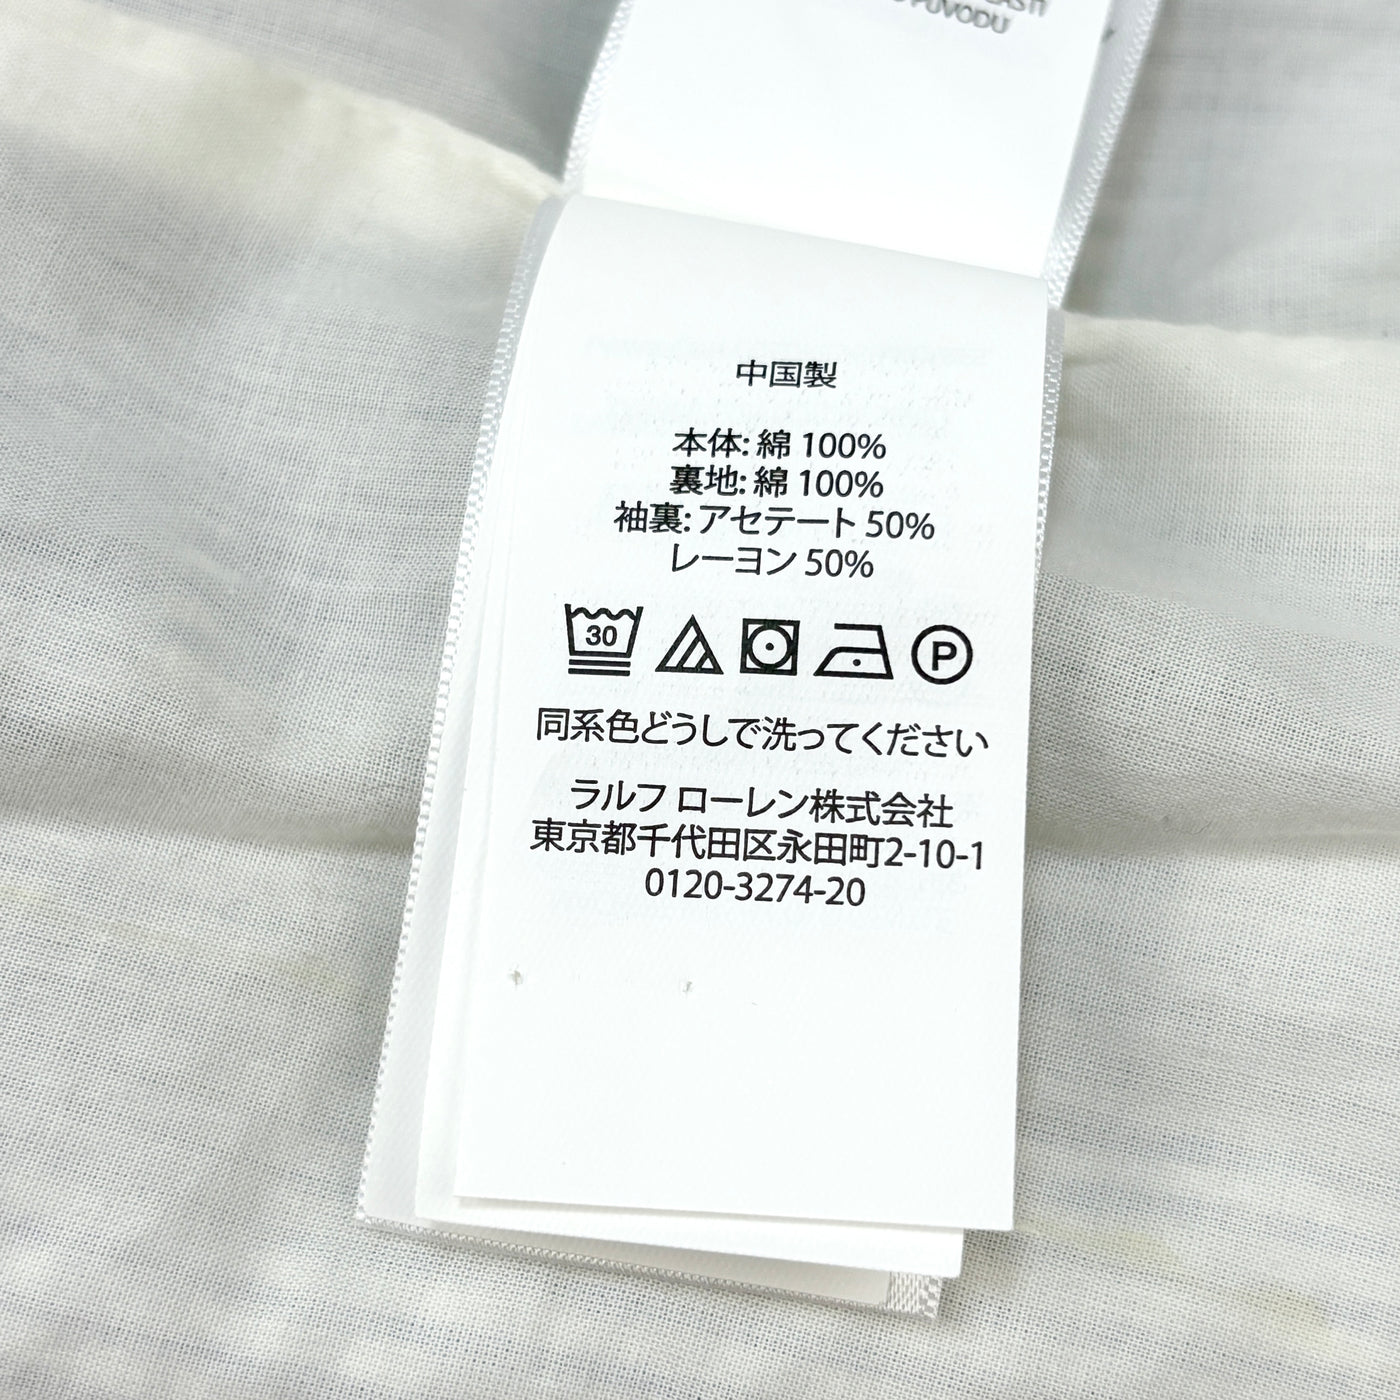 PŮVODU
中国製
本体: 綿 100%
裏地: 綿 100%
袖裏: アセテート 50%
レーヨン 50%
30
P
同系色どうしで洗ってください
ラルフ ローレン株式会社
東京都千代田区永田町2-10-1
0120-3274-20